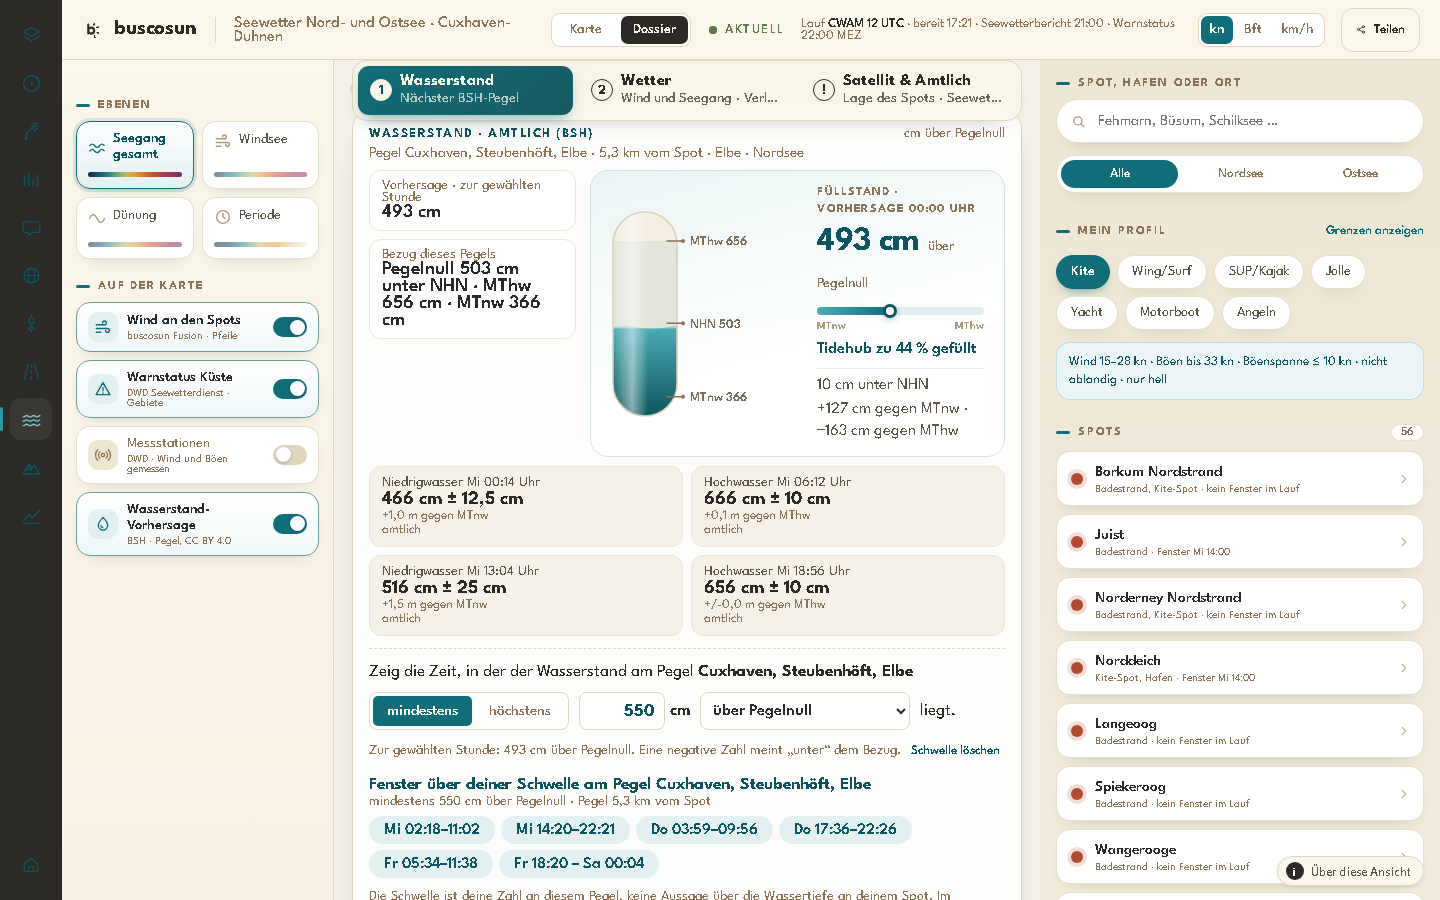 buscosun
Seewetter Nord- und Ostsee · Cuxhaven-
Duhnen
Karte
Dossier
AKTUELL
Lauf CWAM 12 UTC · bereit 17:21 · Seewetterbericht 21:00 · Warnstatus
22:00 MEZ
kn
Bft
km/h
Teilen
EBENEN
Seegang
gesamt
Windsee
Dünung
Periode
AUF DER KARTE
Wind an den Spots
buscosun Fusion · Pfeile
Warnstatus Küste
DWD Seewetterdienst ·
Gebiete
Messstationen
DWD · Wind und Böen
gemessen
Wasserstand-
Vorhersage
BSH · Pegel, CC BY 4.0
1
Wasserstand
Nächster BSH-Pegel
2
Wetter
Wind und Seegang · Verl...
!
Satellit & Amtlich
Lage des Spots · Seewet...
WASSERSTAND · AMTLICH (BSH)
cm über Pegelnull
Pegel Cuxhaven, Steubenhöft, Elbe · 5,3 km vom Spot · Elbe · Nordsee
Vorhersage · zur gewählten
Stunde
493 cm
Bezug dieses Pegels
Pegelnull 503 cm
unter NHN · MThw
656 cm · MTnw 366
cm
MThw 656
NHN 503
MTnw 366
FÜLLSTAND ·
VORHERSAGE 00:00 UHR
493 cm über
Pegelnull
MTnw
MThw
Tidehub zu 44 % gefüllt
10 cm unter NHN
+127 cm gegen MTnw ·
−163 cm gegen MThw
Niedrigwasser Mi 00:14 Uhr
466 cm ± 12,5 cm
+1,0 m gegen MTnw
amtlich
Hochwasser Mi 06:12 Uhr
666 cm ± 10 cm
+0,1 m gegen MThw
amtlich
Niedrigwasser Mi 13:04 Uhr
516 cm ± 25 cm
+1,5 m gegen MTnw
amtlich
Hochwasser Mi 18:56 Uhr
656 cm ± 10 cm
+/-0,0 m gegen MThw
amtlich
Zeig die Zeit, in der der Wasserstand am Pegel Cuxhaven, Steubenhöft, Elbe
mindestens
höchstens
550
cm
über Pegelnull
liegt.
Zur gewählten Stunde: 493 cm über Pegelnull. Eine negative Zahl meint „unter“ dem Bezug.
Schwelle löschen
Fenster über deiner Schwelle am Pegel Cuxhaven, Steubenhöft, Elbe
mindestens 550 cm über Pegelnull · Pegel 5,3 km vom Spot
Mi 02:18–11:02
Mi 14:20–22:21
Do 03:59–09:56
Do 17:36–22:26
Fr 05:34–11:38
Fr 18:20 – Sa 00:04
Die Schwelle ist deine Zahl an diesem Pegel, keine Aussage über die Wassertiefe an deinem Spot. Im
SPOT, HAFEN ODER ORT
Fehmarn, Büsum, Schilksee ...
Alle
Nordsee
Ostsee
MEIN PROFIL
Grenzen anzeigen
Kite
Wing/Surf
SUP/Kajak
Jolle
Yacht
Motorboot
Angeln
Wind 15–28 kn · Böen bis 33 kn · Böenspanne ≤ 10 kn · nicht
ablandig · nur hell
SPOTS
56
Borkum Nordstrand
Badestrand, Kite-Spot · kein Fenster im Lauf
Juist
Badestrand · Fenster Mi 14:00
Norderney Nordstrand
Badestrand, Kite-Spot · kein Fenster im Lauf
Norddeich
Kite-Spot, Hafen · Fenster Mi 14:00
Langeoog
Badestrand · kein Fenster im Lauf
Spiekeroog
Badestrand · kein Fenster im Lauf
Wangerooge
Badestrand · kein Fenster im Lauf
i
Über diese Ansicht